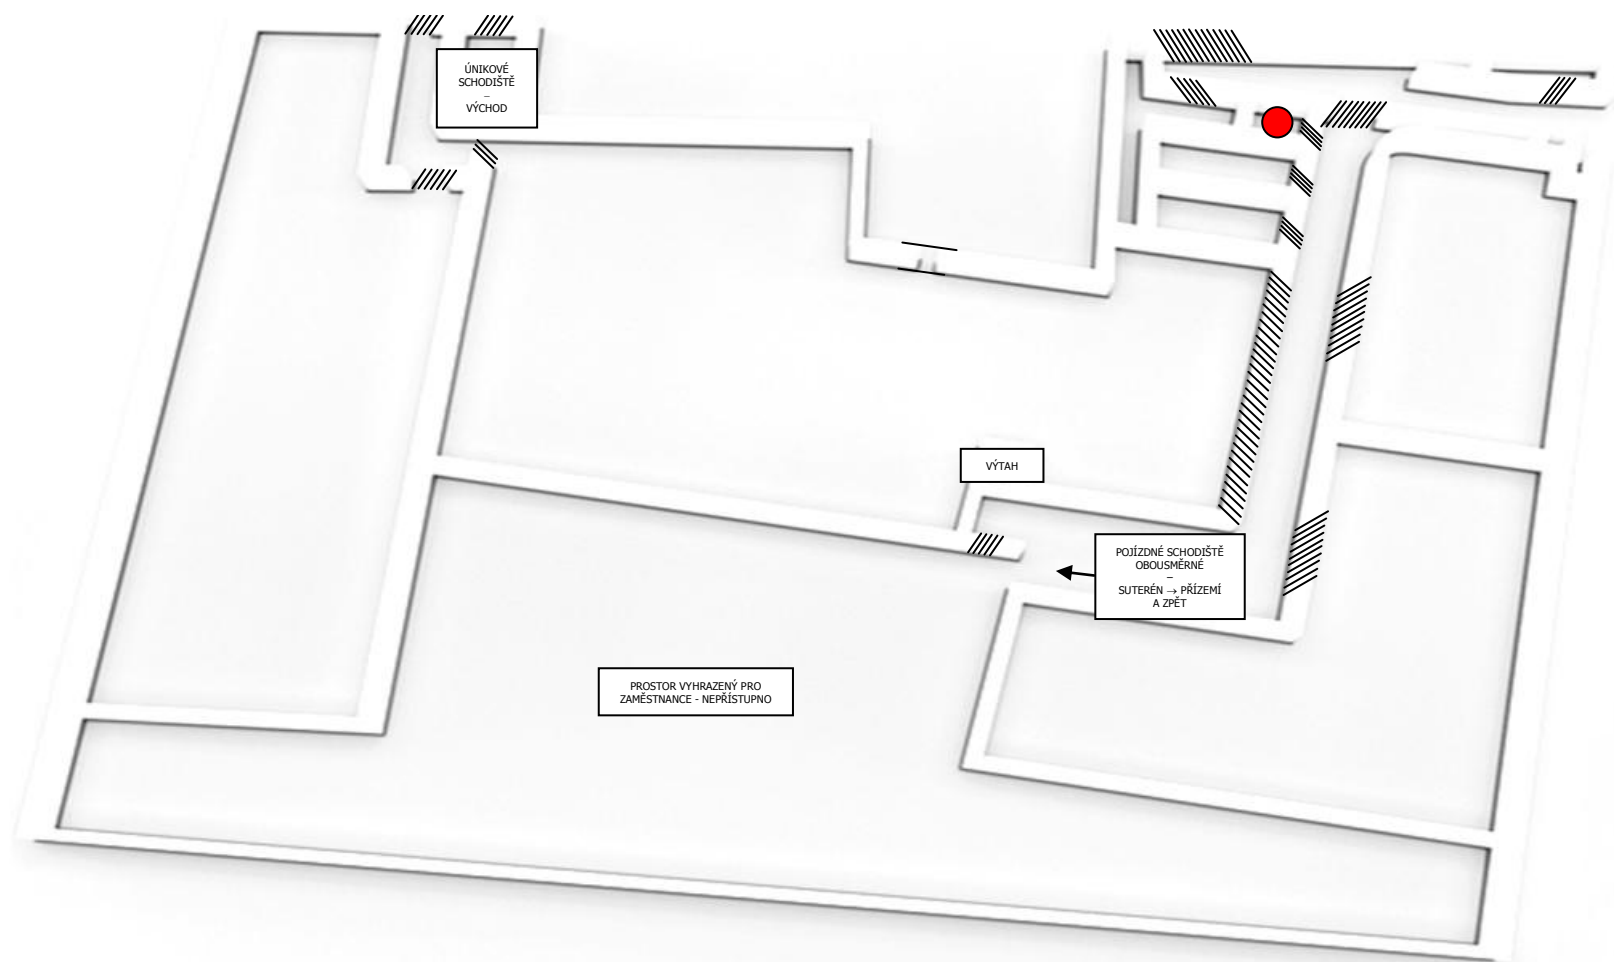 ÚNIKOVÉ
SCHODIŠTĚ
–
VÝCHOD
VÝTAH
POJÍZDNÉ SCHODIŠTĚ
OBOUSMĚRNÉ
–
SUTERÉN → PŘÍZEMÍ
A ZPĚT
PROSTOR VYHRAZENÝ PRO
ZAMĚSTNANCE - NEPŘÍSTUPNO